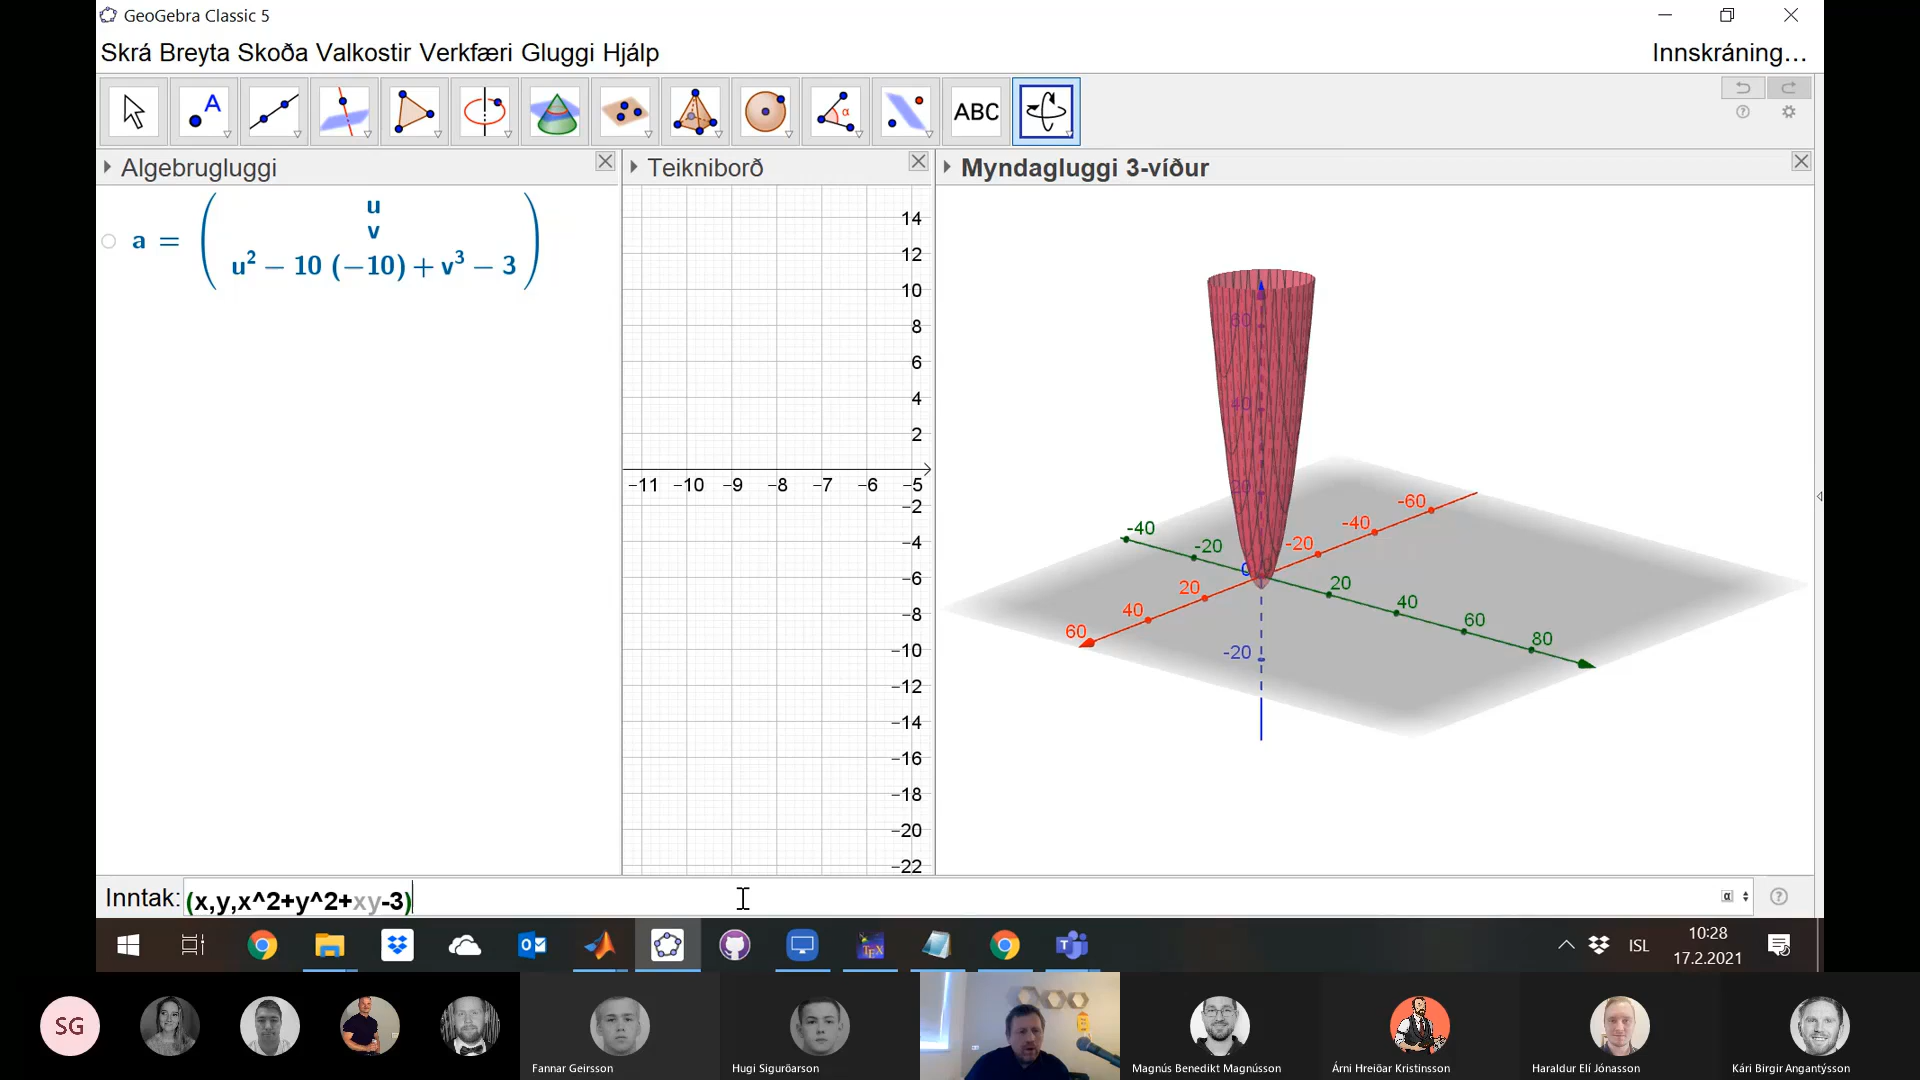 GeoGebra Classic 5
Skrá Breyta Skoða Valkostir Verkfæri Gluggi Hjálp
Innskráning...
A
α
ABC
Algebrugluggi
Teikniborð
Myndagluggi 3-víður
u
v
a = u² − 10 (−10) + v³ − 3
14
12
10
8
6
4
2
−11 −10 −9 −8 −7 −6 −5
−2
−4
−6
−8
−10
−12
−14
−16
−18
−20
−22
60
40
20
0
-20
-60
-40
-20
20
40
60
-40
-20
20
40
60
80
Inntak: (x,y,x^2+y^2+xy-3)
α
ISL
10:28
17.2.2021
SG
Fannar Geirsson
Hugi Sigurðarson
Magnús Benedikt Magnússon
Árni Hreiðar Kristinsson
Haraldur Elí Jónasson
Kári Birgir Angantýsson